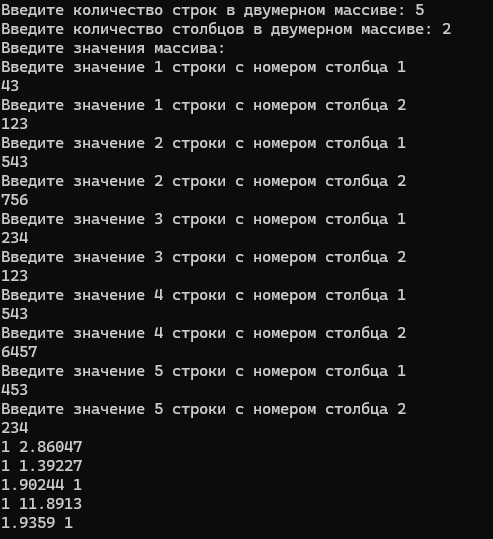 Введите количество строк в двумерном массиве: 5
Введите количество столбцов в двумерном массиве: 2
Введите значения массива:
Введите значение 1 строки с номером столбца 1
43
Введите значение 1 строки с номером столбца 2
123
Введите значение 2 строки с номером столбца 1
543
Введите значение 2 строки с номером столбца 2
756
Введите значение 3 строки с номером столбца 1
234
Введите значение 3 строки с номером столбца 2
123
Введите значение 4 строки с номером столбца 1
543
Введите значение 4 строки с номером столбца 2
6457
Введите значение 5 строки с номером столбца 1
453
Введите значение 5 строки с номером столбца 2
234
1 2.86047
1 1.39227
1.90244 1
1 11.8913
1.9359 1